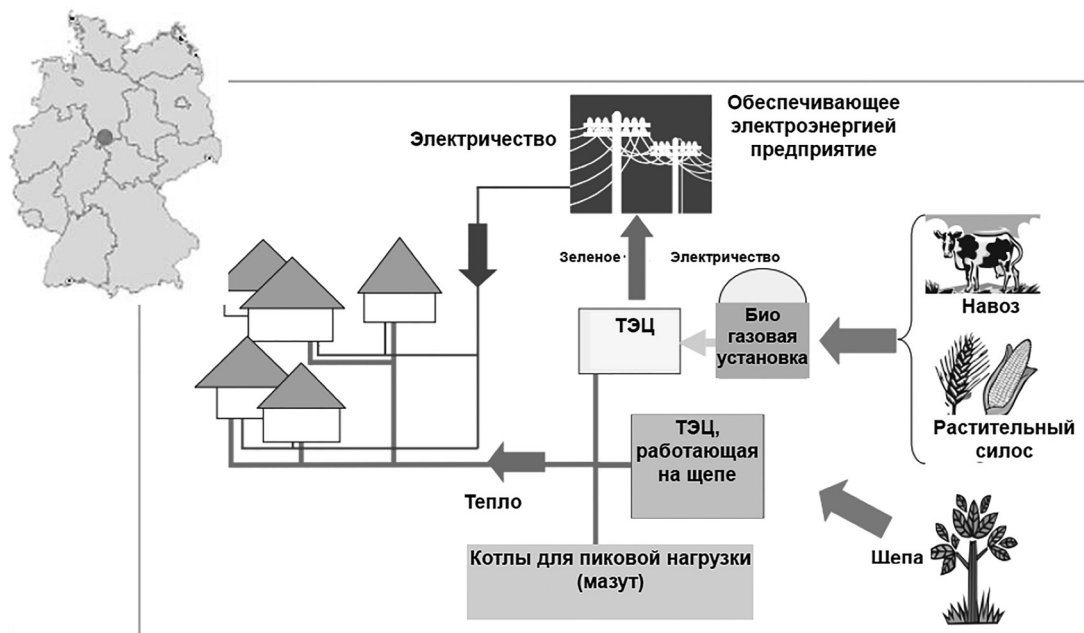 Обеспечивающее
электроэнергией
предприятие
Электричество
Зеленое·
Электричество
Навоз
ТЭЦ
Био
газовая
установка
Растительный
силос
ТЭЦ,
работающая
на щепе
Тепло
Щепа
Котлы для пиковой нагрузки
(мазут)